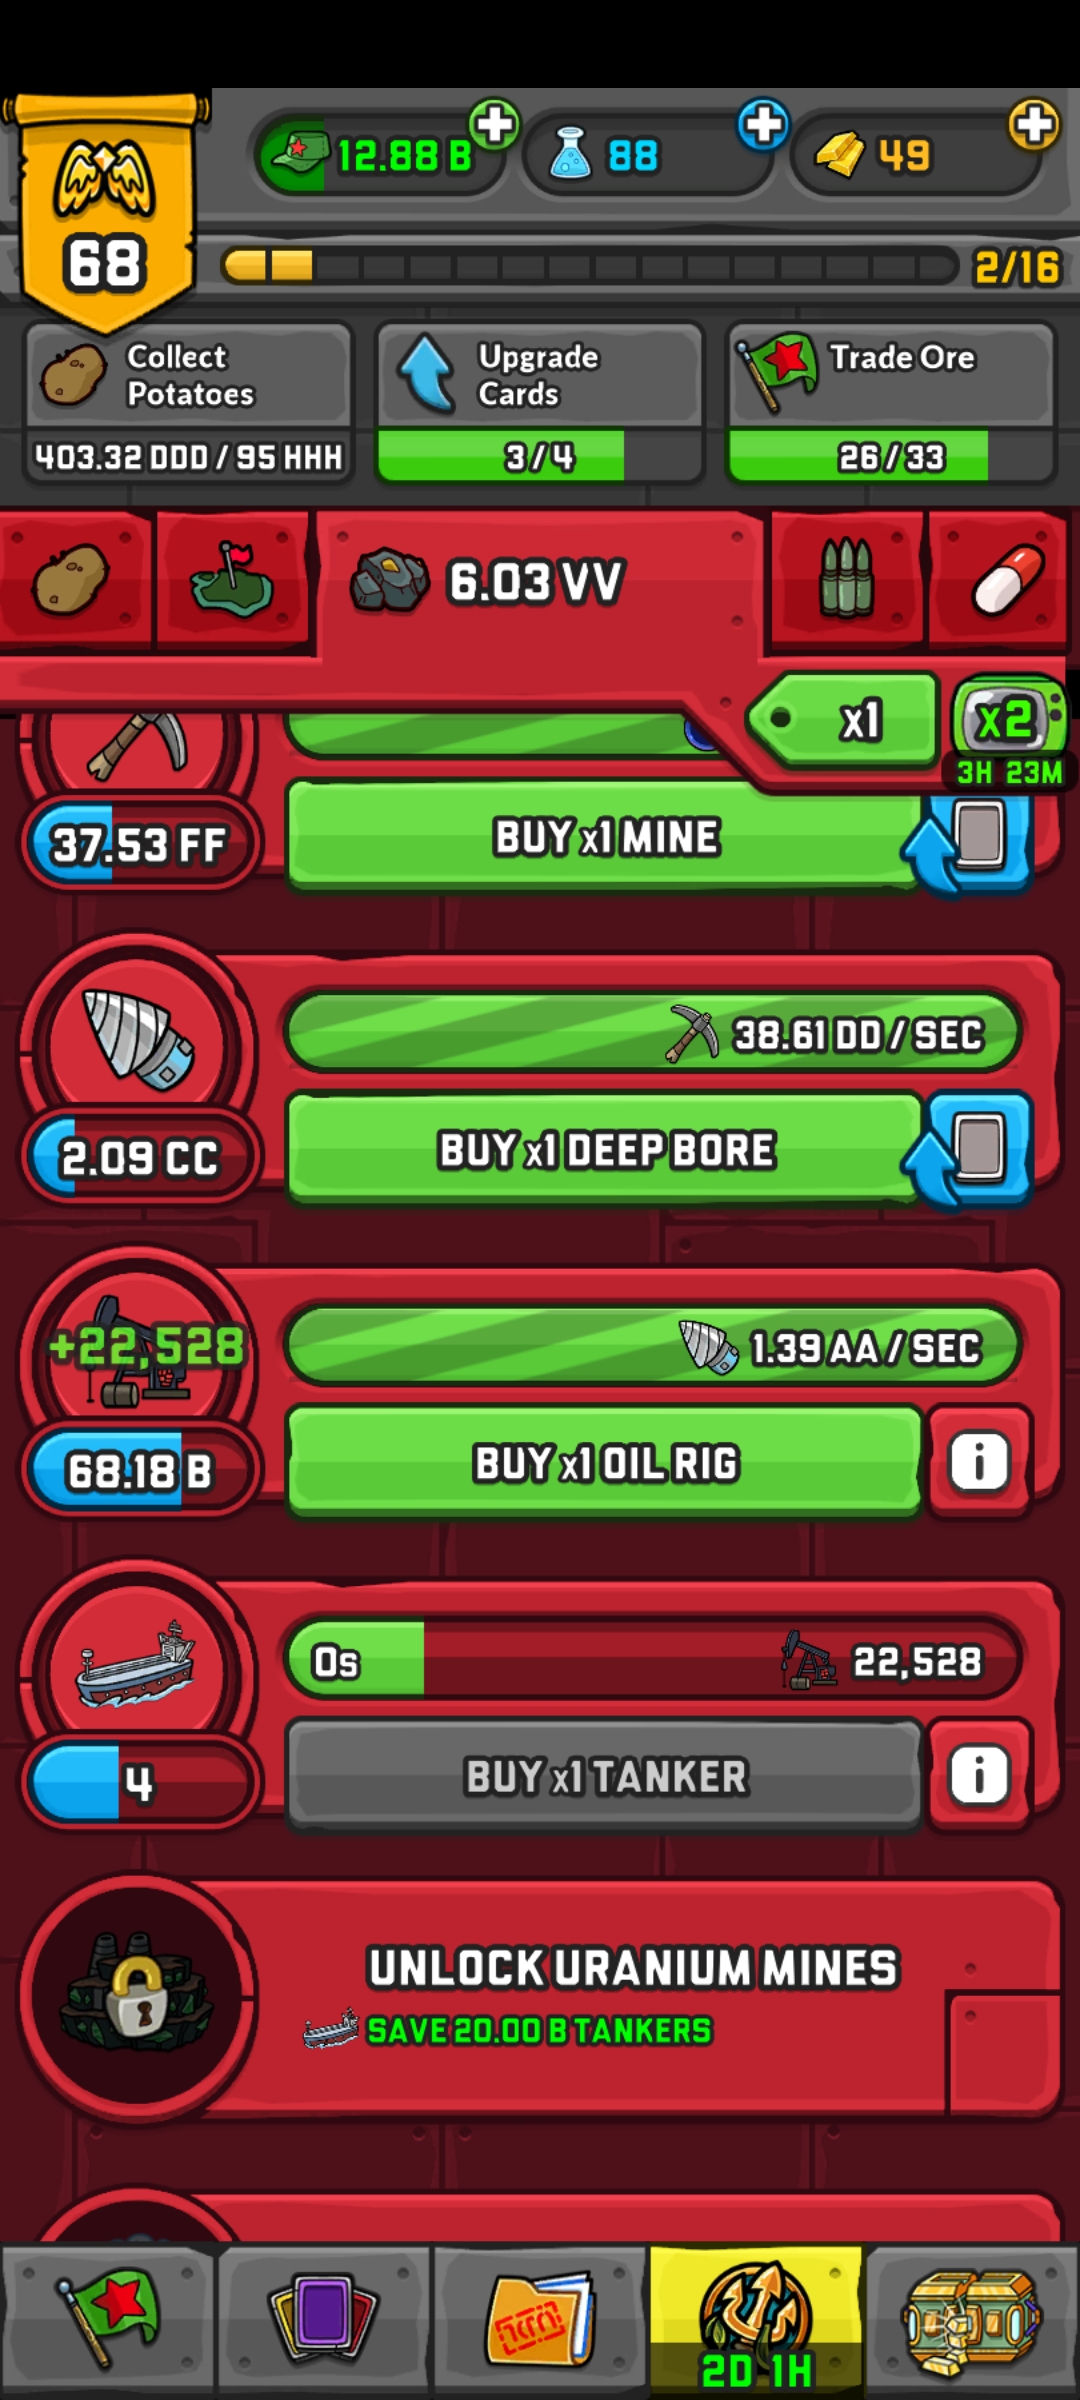 12.88 B
88
49
68
2/16
Collect
Potatoes
Upgrade
Cards
Trade Ore
403.32 DDD / 95 HHH
3/4
26/33
6.03 VV
x1
x2
3H 23M
37.53 FF
BUY x1 MINE
38.61 DD / SEC
2.09 CC
BUY x1 DEEP BORE
+22,528
1.39 AA / SEC
68.18 B
BUY x1 OIL RIG
i
0s
22,528
4
BUY x1 TANKER
i
UNLOCK URANIUM MINES
SAVE 20.00 B TANKERS
2D 1H